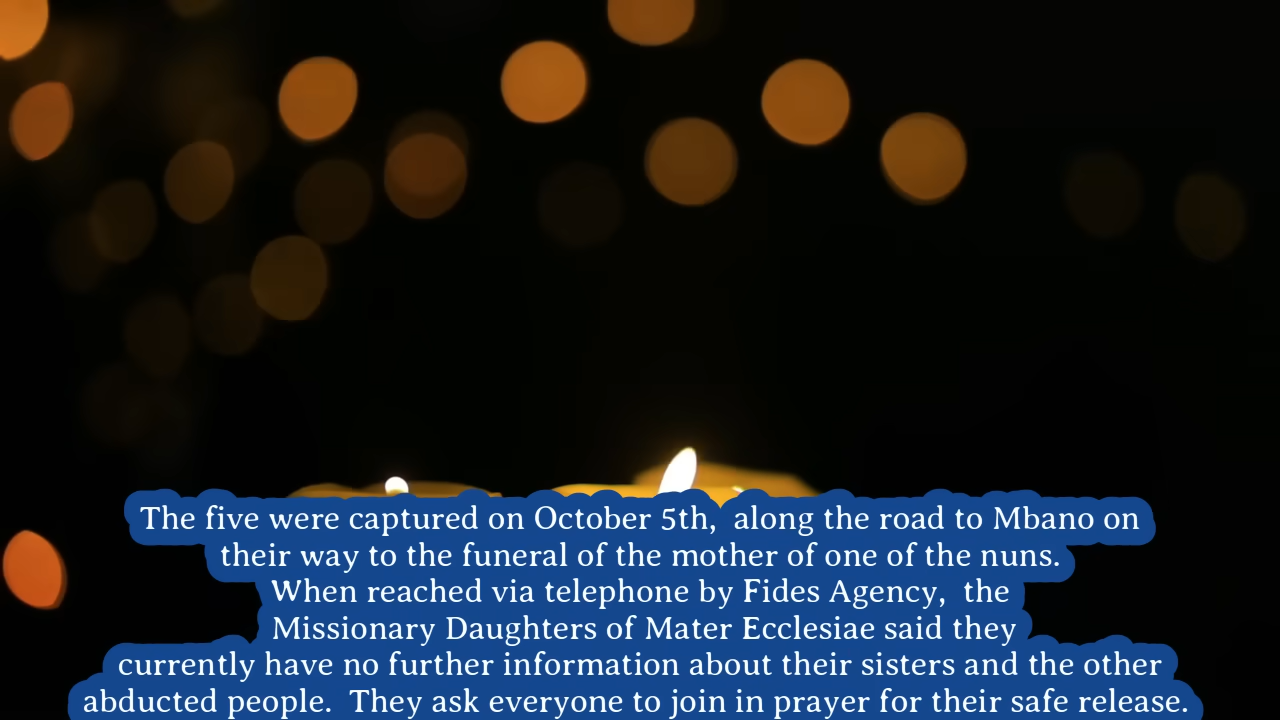 The five were captured on October 5th,  along the road to Mbano on
their way to the funeral of the mother of one of the nuns.
When reached via telephone by Fides Agency,  the
Missionary Daughters of Mater Ecclesiae said they
currently have no further information about their sisters and the other
abducted people.  They ask everyone to join in prayer for their safe release.